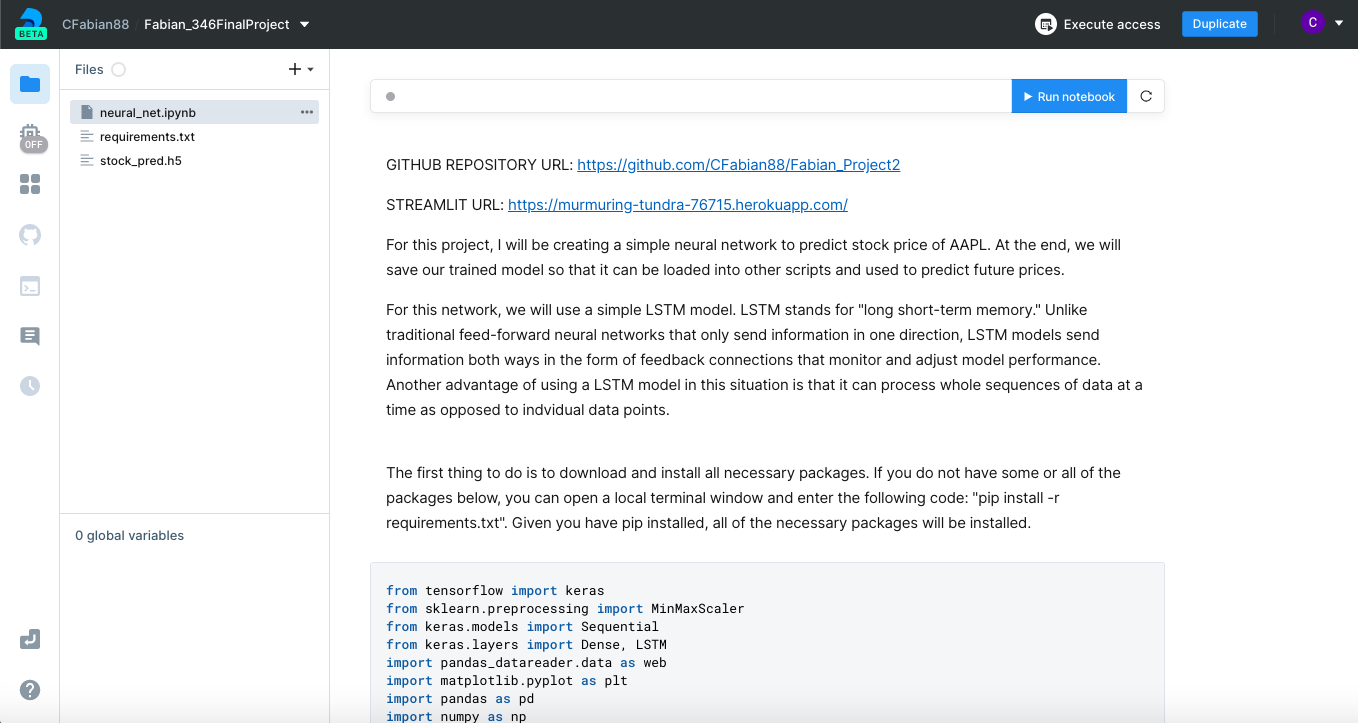 BETA
CFabian88 / Fabian_346FinalProject
Execute access
Duplicate
C
Files
neural_net.ipynb
requirements.txt
stock_pred.h5
OFF
0 global variables
Run notebook
GITHUB REPOSITORY URL: https://github.com/CFabian88/Fabian_Project2
STREAMLIT URL: https://murmuring-tundra-76715.herokuapp.com/
For this project, I will be creating a simple neural network to predict stock price of AAPL. At the end, we will
save our trained model so that it can be loaded into other scripts and used to predict future prices.
For this network, we will use a simple LSTM model. LSTM stands for "long short-term memory." Unlike
traditional feed-forward neural networks that only send information in one direction, LSTM models send
information both ways in the form of feedback connections that monitor and adjust model performance.
Another advantage of using a LSTM model in this situation is that it can process whole sequences of data at a
time as opposed to indvidual data points.
The first thing to do is to download and install all necessary packages. If you do not have some or all of the
packages below, you can open a local terminal window and enter the following code: "pip install -r
requirements.txt". Given you have pip installed, all of the necessary packages will be installed.
from tensorflow import keras
from sklearn.preprocessing import MinMaxScaler
from keras.models import Sequential
from keras.layers import Dense, LSTM
import pandas_datareader.data as web
import matplotlib.pyplot as plt
import pandas as pd
import numpy as np